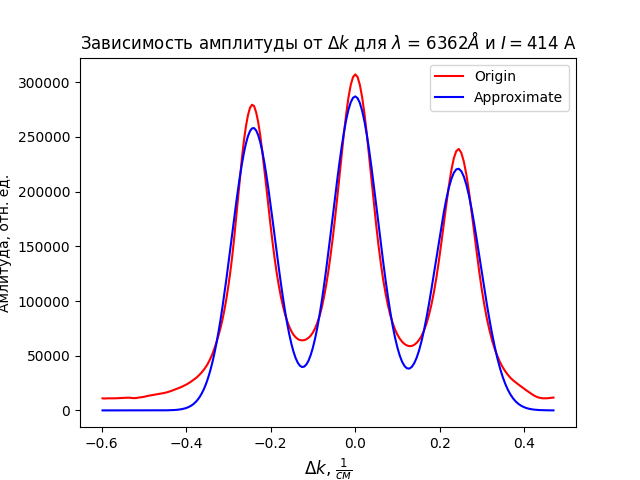 Зависимость амплитуды от Δk для λ = 6362Å и I = 414 А
Origin
Approximate
300000
250000
200000
150000
100000
50000
0
Амлитуда, отн. ед.
−0.6
−0.4
−0.2
0.0
0.2
0.4
Δk, 1/см